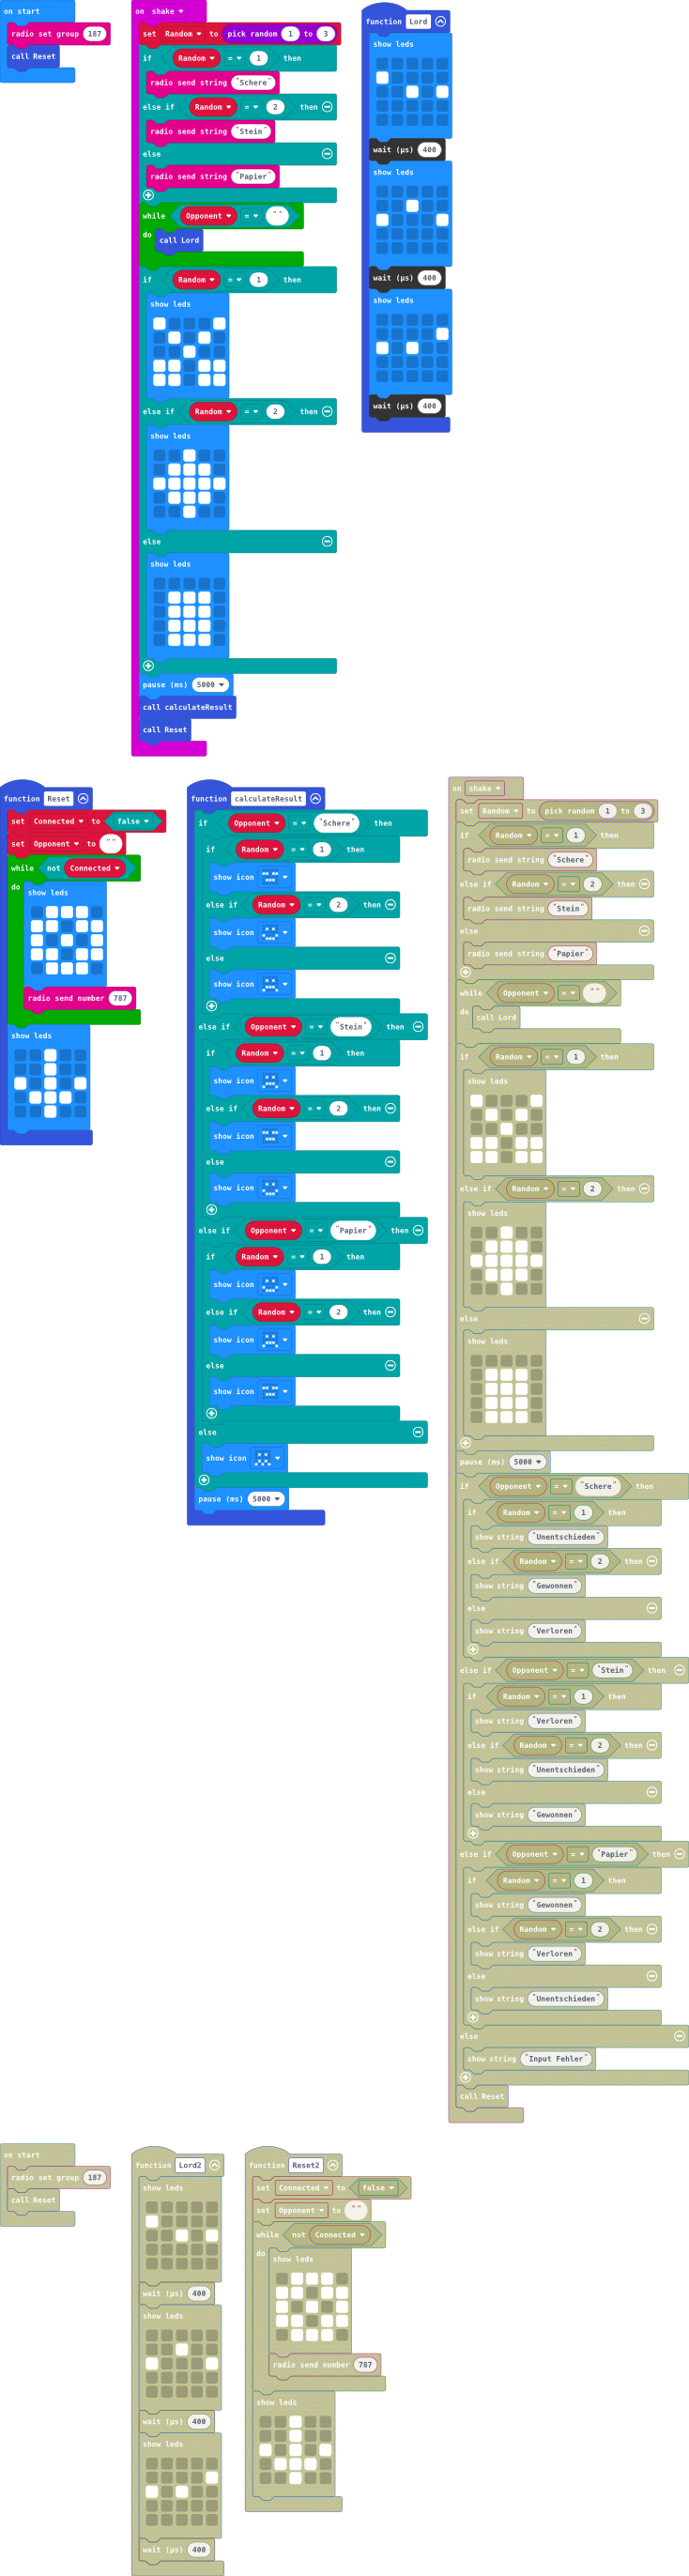 on start
radio set group 187
call Reset
on shake
set Random to pick random 1 to 3
if Random = 1 then
radio send string "Schere"
else if Random = 2 then
radio send string "Stein"
else
radio send string "Papier"
while Opponent = ""
do call Lord
if Random = 1 then
show leds
else if Random = 2 then
show leds
else
show leds
pause (ms) 5000
call calculateResult
call Reset
function Lord
show leds
wait (µs) 400
show leds
wait (µs) 400
show leds
wait (µs) 400
function Reset
set Connected to false
set Opponent to ""
while not Connected
do show leds
radio send number 787
show leds
function calculateResult
if Opponent = "Schere" then
if Random = 1 then
show icon
else if Random = 2 then
show icon
else
show icon
else if Opponent = "Stein" then
if Random = 1 then
show icon
else if Random = 2 then
show icon
else
show icon
else if Opponent = "Papier" then
if Random = 1 then
show icon
else if Random = 2 then
show icon
else
show icon
else
show icon
pause (ms) 5000
on shake
set Random to pick random 1 to 3
if Random = 1 then
radio send string "Schere"
else if Random = 2 then
radio send string "Stein"
else
radio send string "Papier"
while Opponent = ""
do call Lord
if Random = 1 then
show leds
else if Random = 2 then
show leds
else
show leds
pause (ms) 5000
if Opponent = "Schere" then
if Random = 1 then
show string "Unentschieden"
else if Random = 2 then
show string "Gewonnen"
else
show string "Verloren"
else if Opponent = "Stein" then
if Random = 1 then
show string "Verloren"
else if Random = 2 then
show string "Unentschieden"
else
show string "Gewonnen"
else if Opponent = "Papier" then
if Random = 1 then
show string "Gewonnen"
else if Random = 2 then
show string "Verloren"
else
show string "Unentschieden"
else
show string "Input Fehler"
call Reset
on start
radio set group 187
call Reset
function Lord2
show leds
wait (µs) 400
show leds
wait (µs) 400
show leds
wait (µs) 400
function Reset2
set Connected to false
set Opponent to ""
while not Connected
do show leds
radio send number 787
show leds